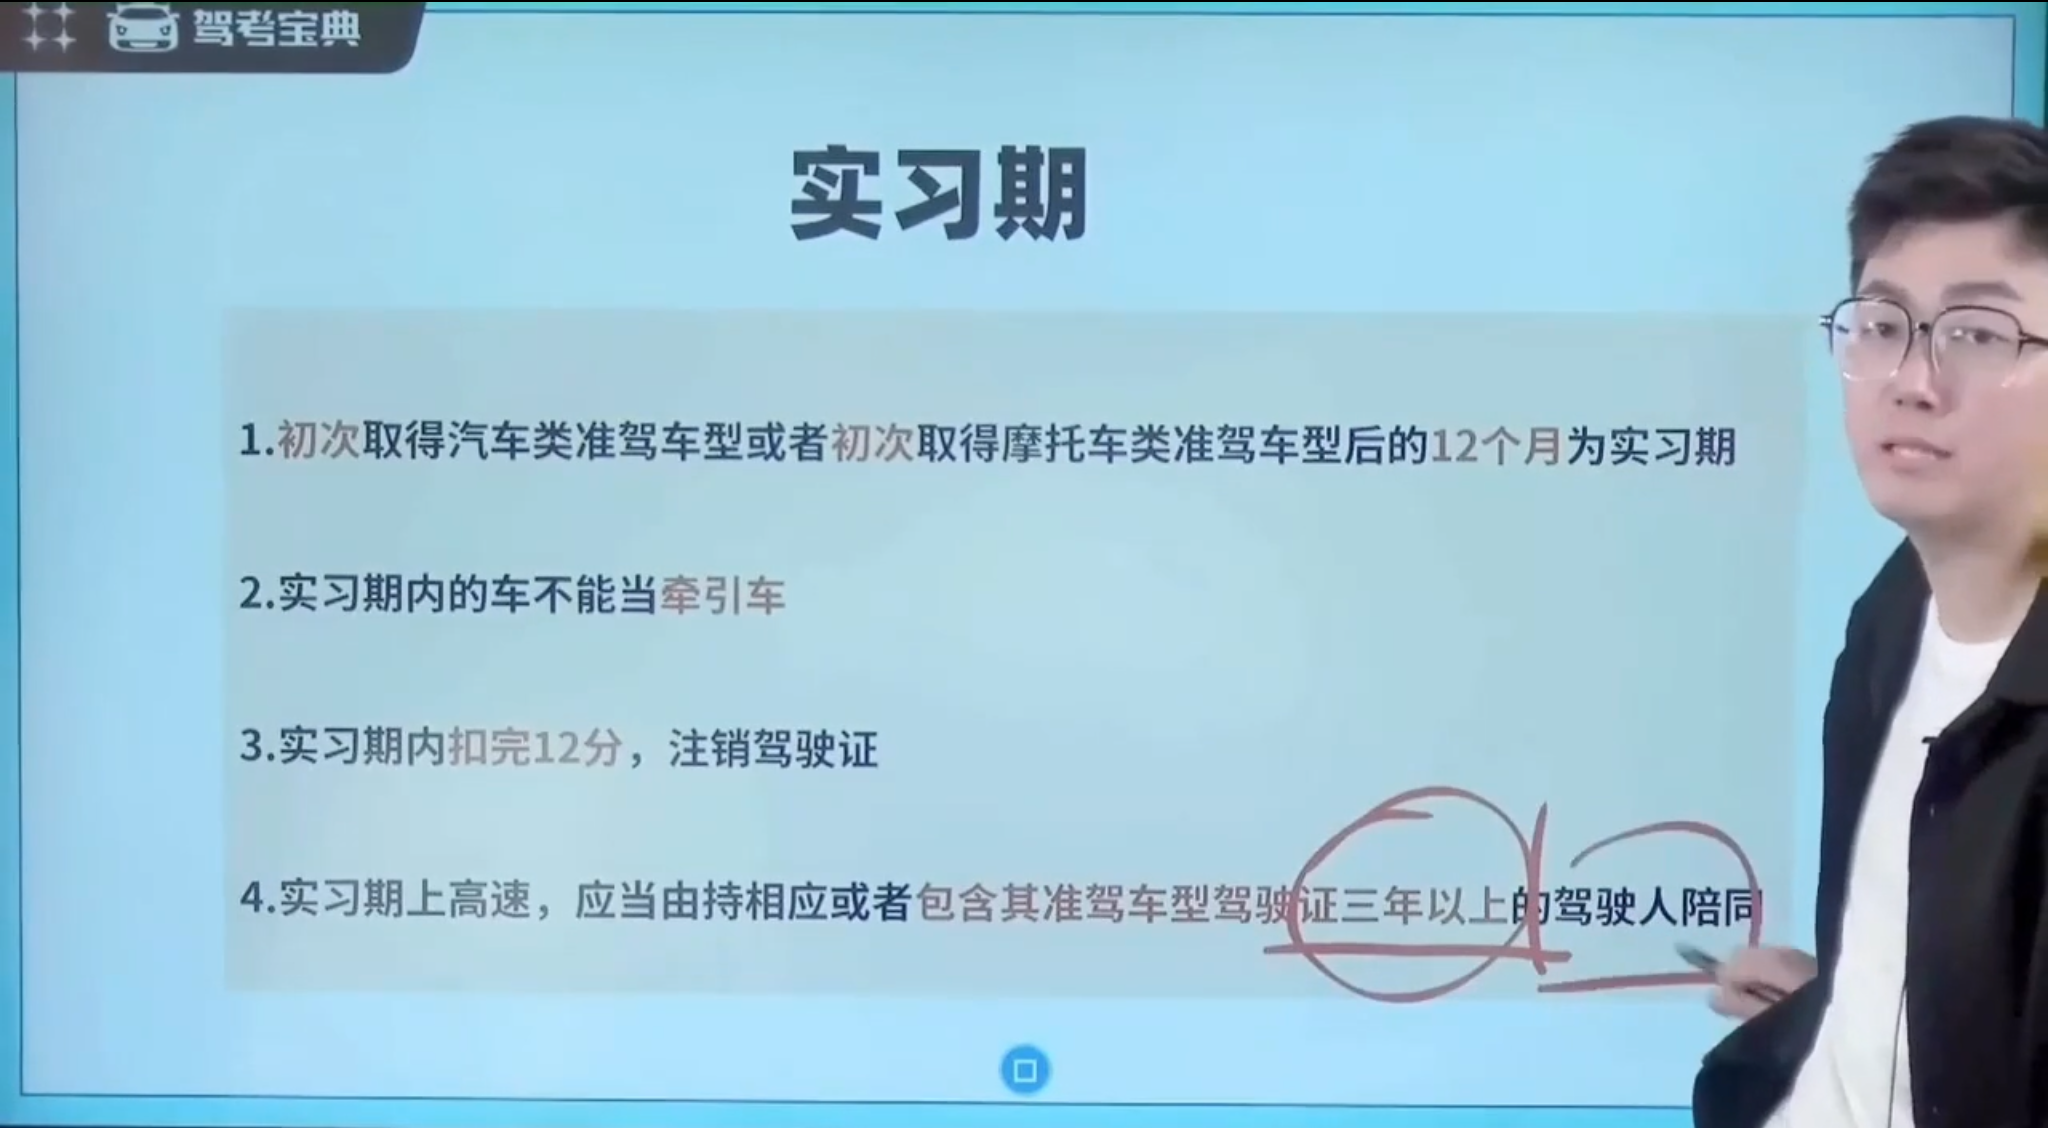 驾考宝典
实习期
1.初次取得汽车类准驾车型或者初次取得摩托车类准驾车型后的12个月为实习期
2.实习期内的车不能当牵引车
3.实习期内扣完12分，注销驾驶证
4.实习期上高速，应当由持相应或者包含其准驾车型驾驶证三年以上的驾驶人陪同